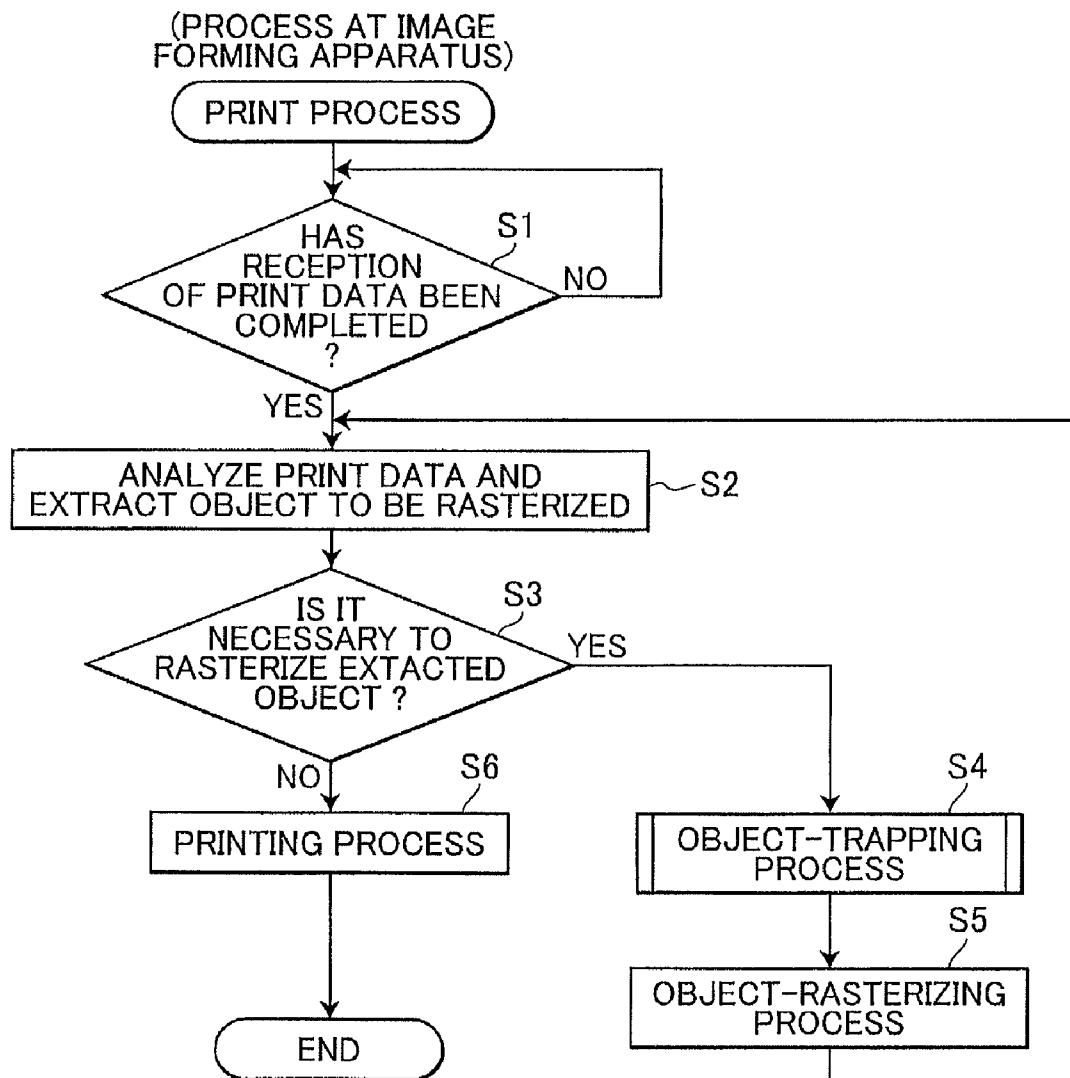 (PROCESS AT IMAGE
FORMING APPARATUS)
PRINT PROCESS
S1
HAS
RECEPTION
OF PRINT DATA BEEN
COMPLETED
?
NO
YES
ANALYZE PRINT DATA AND
EXTRACT OBJECT TO BE RASTERIZED
S2
S3
IS IT
NECESSARY TO
RASTERIZE EXTACTED
OBJECT ?
YES
NO
S6
PRINTING PROCESS
S4
OBJECT-TRAPPING
PROCESS
S5
OBJECT-RASTERIZING
PROCESS
END